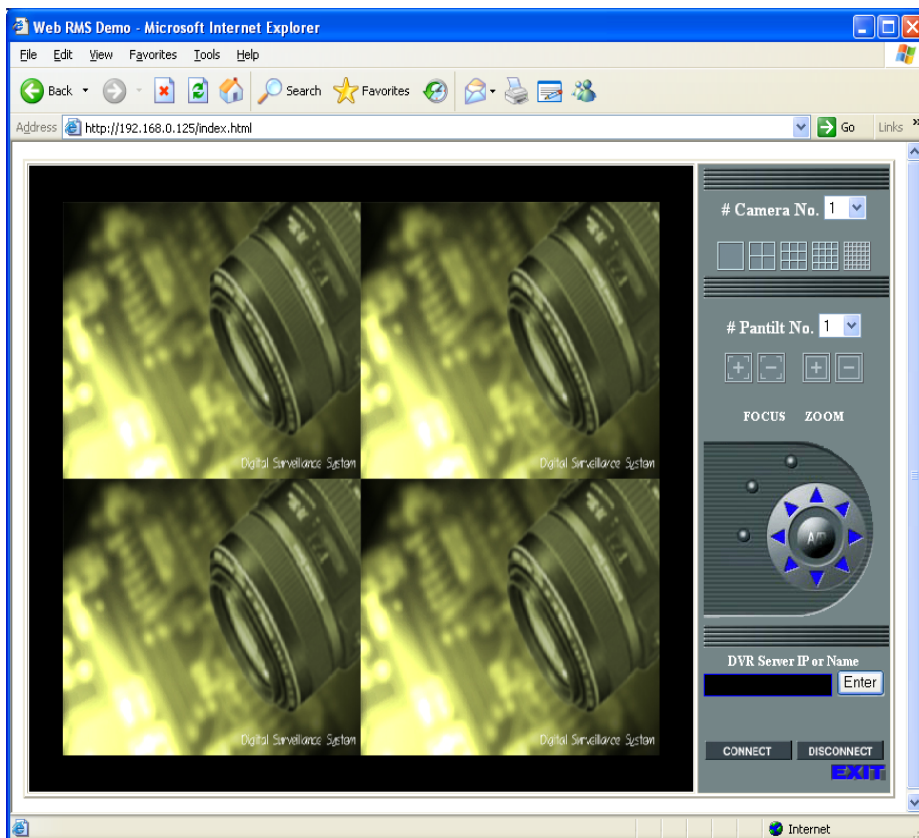 Web RMS Demo - Microsoft Internet Explorer
File Edit View Favorites Tools Help
Back Search Favorites
Address http://192.168.0.125/index.html Go Links »
# Camera No. 1
# Pantilt No. 1
FOCUS ZOOM
Digital Surveillance System
Digital Surveillance System
A/P
Digital Surveillance System
Digital Surveillance System
DVR Server IP or Name
Enter
CONNECT DISCONNECT
EXIT
Internet